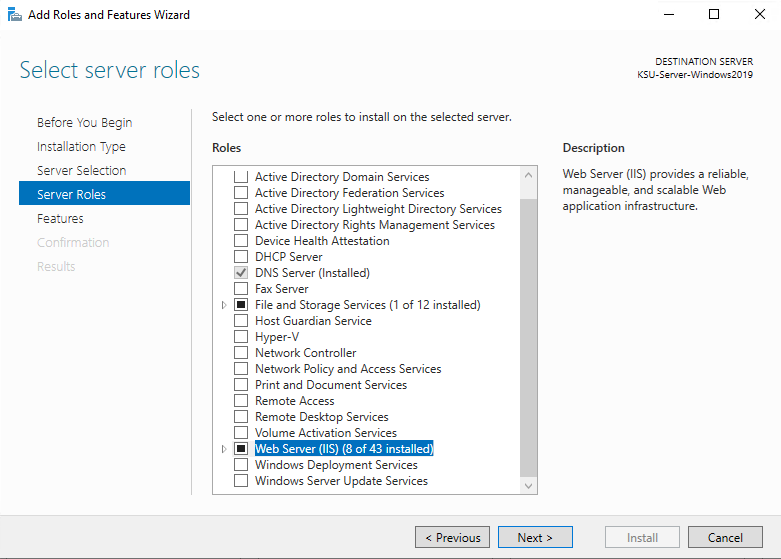 Add Roles and Features Wizard
Select server roles
DESTINATION SERVER
KSU-Server-Windows2019
Before You Begin
Installation Type
Server Selection
Server Roles
Features
Confirmation
Results
Select one or more roles to install on the selected server.
Roles
Active Directory Domain Services
Active Directory Federation Services
Active Directory Lightweight Directory Services
Active Directory Rights Management Services
Device Health Attestation
DHCP Server
DNS Server (Installed)
Fax Server
File and Storage Services (1 of 12 installed)
Host Guardian Service
Hyper-V
Network Controller
Network Policy and Access Services
Print and Document Services
Remote Access
Remote Desktop Services
Volume Activation Services
Web Server (IIS) (8 of 43 installed)
Windows Deployment Services
Windows Server Update Services
Description
Web Server (IIS) provides a reliable,
manageable, and scalable Web
application infrastructure.
< Previous
Next >
Install
Cancel